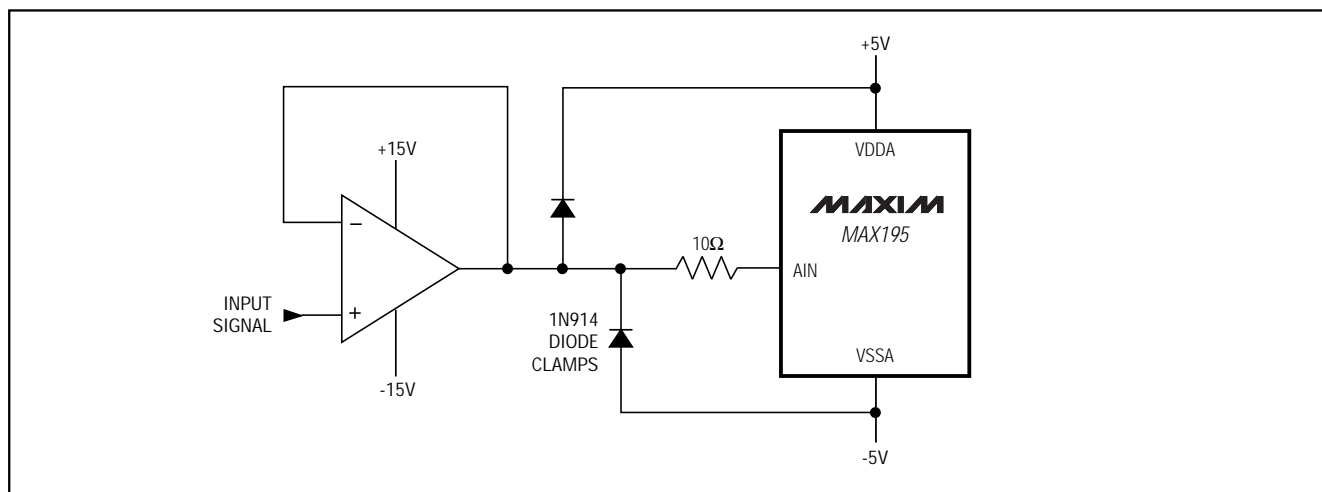 +5V
+15V
VDDA
MAXIM
MAX195
−
10Ω
AIN
INPUT
SIGNAL
+
1N914
DIODE
CLAMPS
VSSA
-15V
-5V